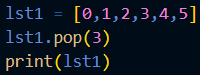 lst1 = [0,1,2,3,4,5]
lst1.pop(3)
print(lst1)